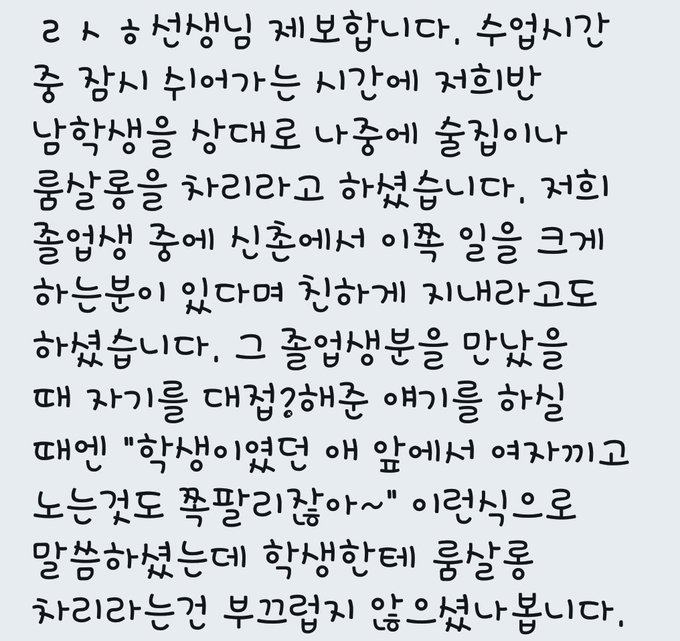 ㄹ ㅅ ㅎ 선생님 제보합니다. 수업시간
중 잠시 쉬어가는 시간에 저희반
남학생을 상대로 나중에 술집이나
룸살롱을 차리라고 하셨습니다. 저희
졸업생 중에 신촌에서 이쪽 일을 크게
하는분이 있다며 친하게 지내라고도
하셨습니다. 그 졸업생분을 만났을
때 자기를 대접?해준 얘기를 하실
때엔 "학생이였던 애 앞에서 여자끼고
노는것도 쪽팔리잖아~" 이런식으로
말씀하셨는데 학생한테 룸살롱
차리라는건 부끄럽지 않으셨나봅니다.